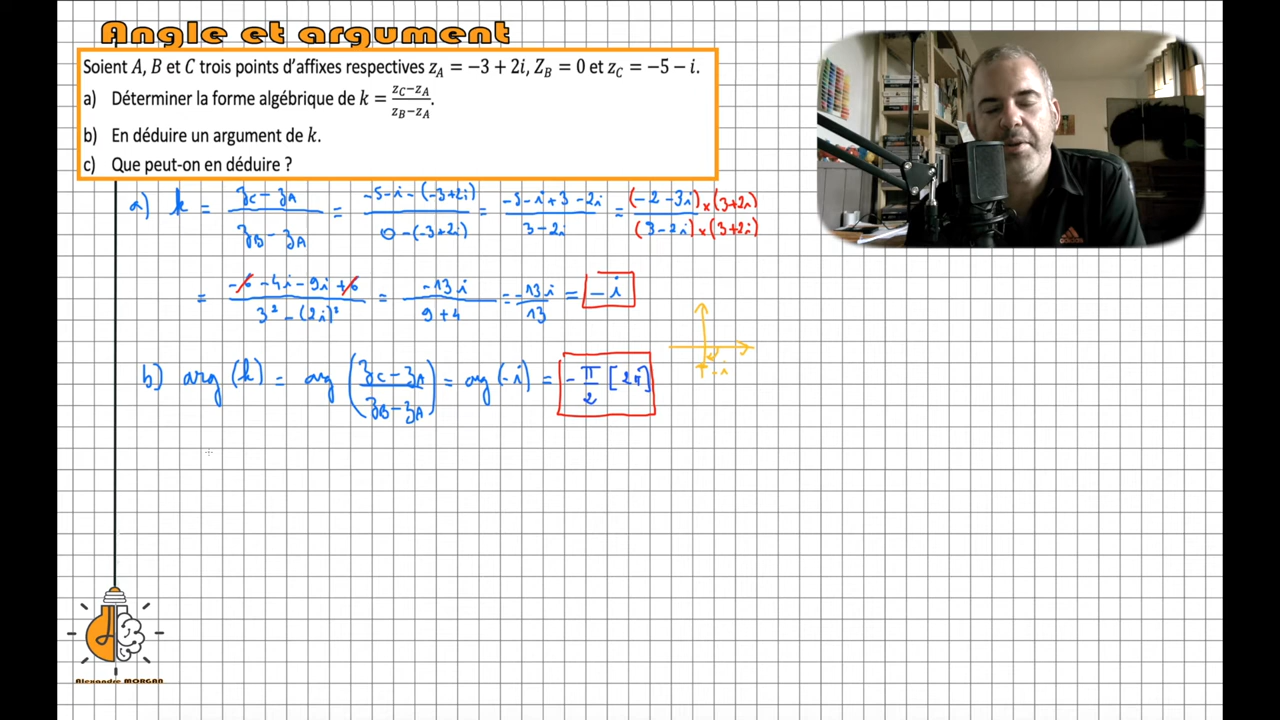 Angle et argument
Soient A, B et C trois points d’affixes respectives z_A = −3 + 2i, Z_B = 0 et z_C = −5 − i.
a) Déterminer la forme algébrique de k = (z_C − z_A)/(z_B − z_A).
b) En déduire un argument de k.
c) Que peut-on en déduire ?
a) k = (z_C − z_A)/(z_B − z_A) = (−5−i−(−3+2i))/(0−(−3+2i)) = (−5−i+3−2i)/(3−2i) = ((−2−3i)×(3+2i))/((3−2i)×(3+2i))
= (−6−4i−9i+6)/(3²−(2i)²) = (−13i)/(9+4) = (−13i)/13 = −i
b) arg(k) = arg((z_C − z_A)/(z_B − z_A)) = arg(−i) = −π/2 [2π]
−i
Alexandre MORGAN
adidas